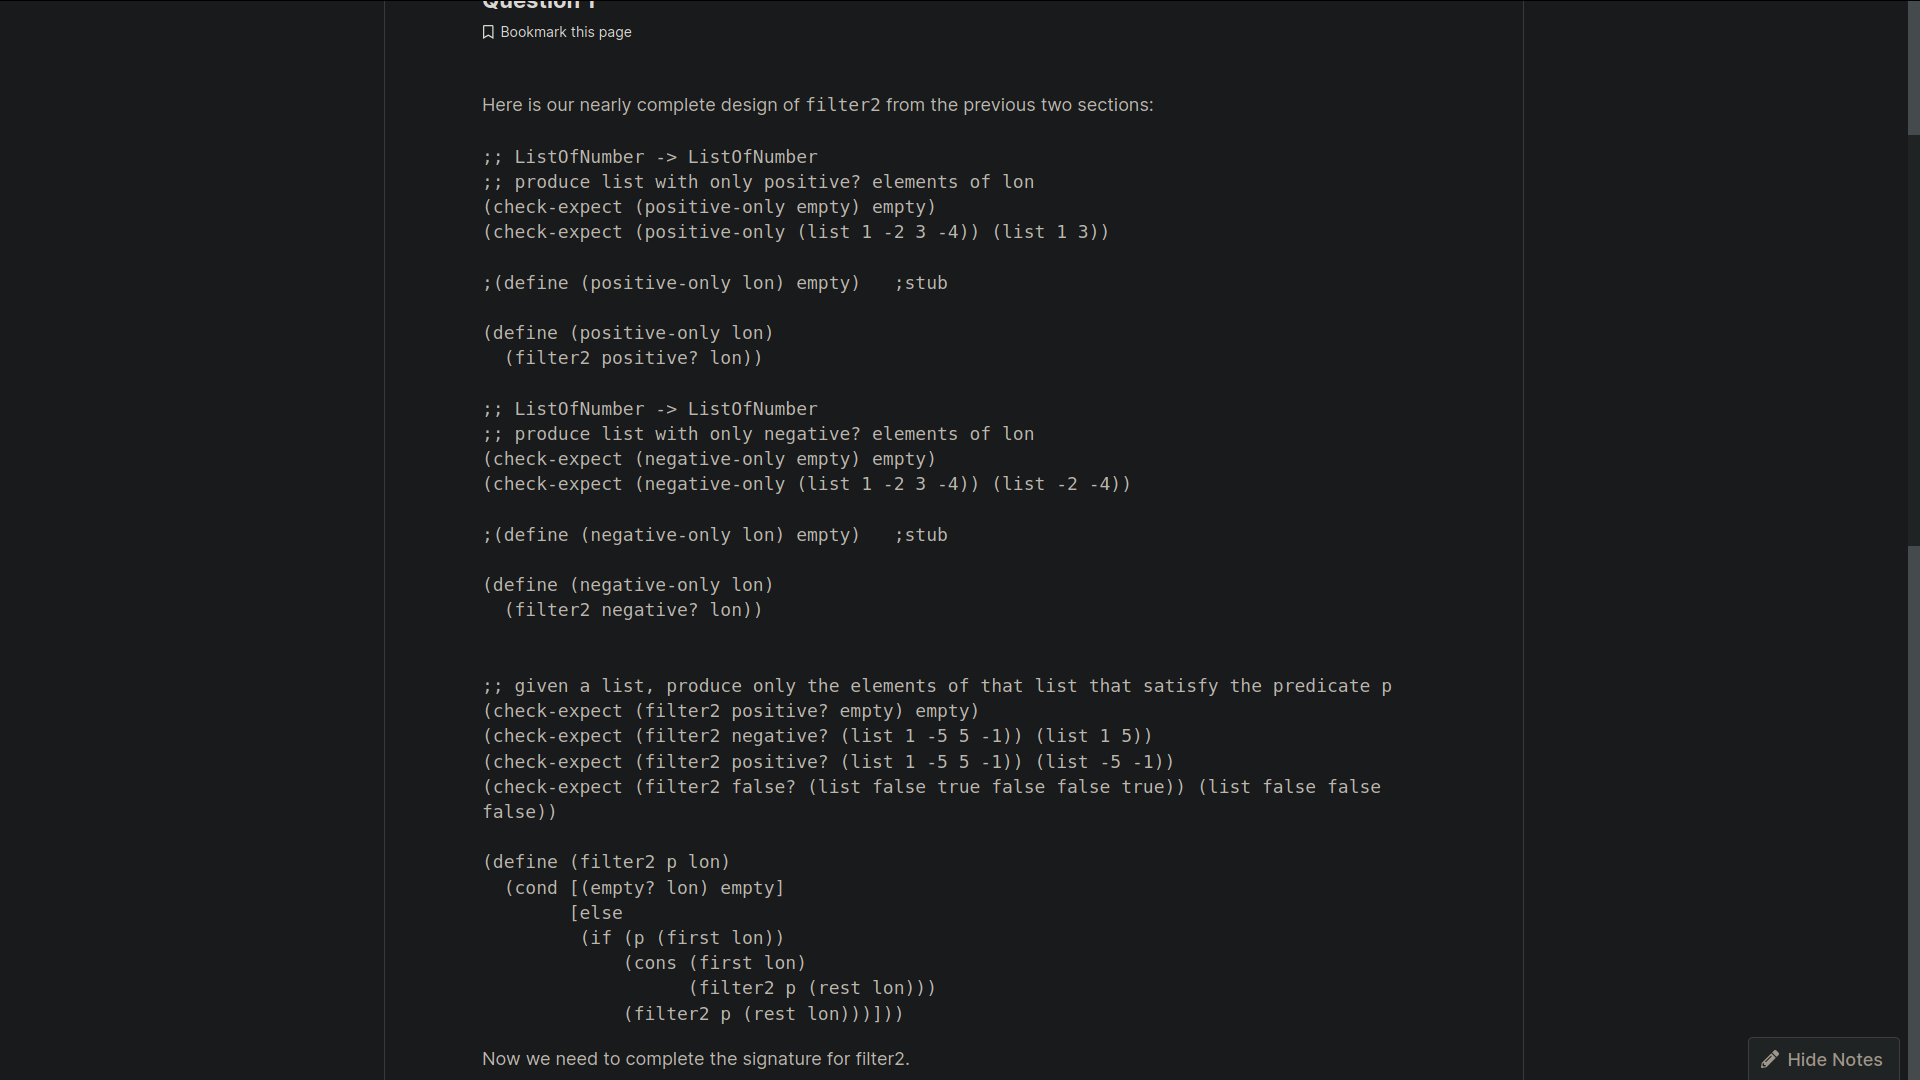 Question 1
Bookmark this page
Here is our nearly complete design of filter2 from the previous two sections:
;; ListOfNumber -> ListOfNumber
;; produce list with only positive? elements of lon
(check-expect (positive-only empty) empty)
(check-expect (positive-only (list 1 -2 3 -4)) (list 1 3))
;(define (positive-only lon) empty)   ;stub
(define (positive-only lon)
  (filter2 positive? lon))
;; ListOfNumber -> ListOfNumber
;; produce list with only negative? elements of lon
(check-expect (negative-only empty) empty)
(check-expect (negative-only (list 1 -2 3 -4)) (list -2 -4))
;(define (negative-only lon) empty)   ;stub
(define (negative-only lon)
  (filter2 negative? lon))
;; given a list, produce only the elements of that list that satisfy the predicate p
(check-expect (filter2 positive? empty) empty)
(check-expect (filter2 negative? (list 1 -5 5 -1)) (list 1 5))
(check-expect (filter2 positive? (list 1 -5 5 -1)) (list -5 -1))
(check-expect (filter2 false? (list false true false false true)) (list false false
false))
(define (filter2 p lon)
  (cond [(empty? lon) empty]
        [else
         (if (p (first lon))
             (cons (first lon)
                   (filter2 p (rest lon)))
             (filter2 p (rest lon)))]))
Now we need to complete the signature for filter2.
Hide Notes